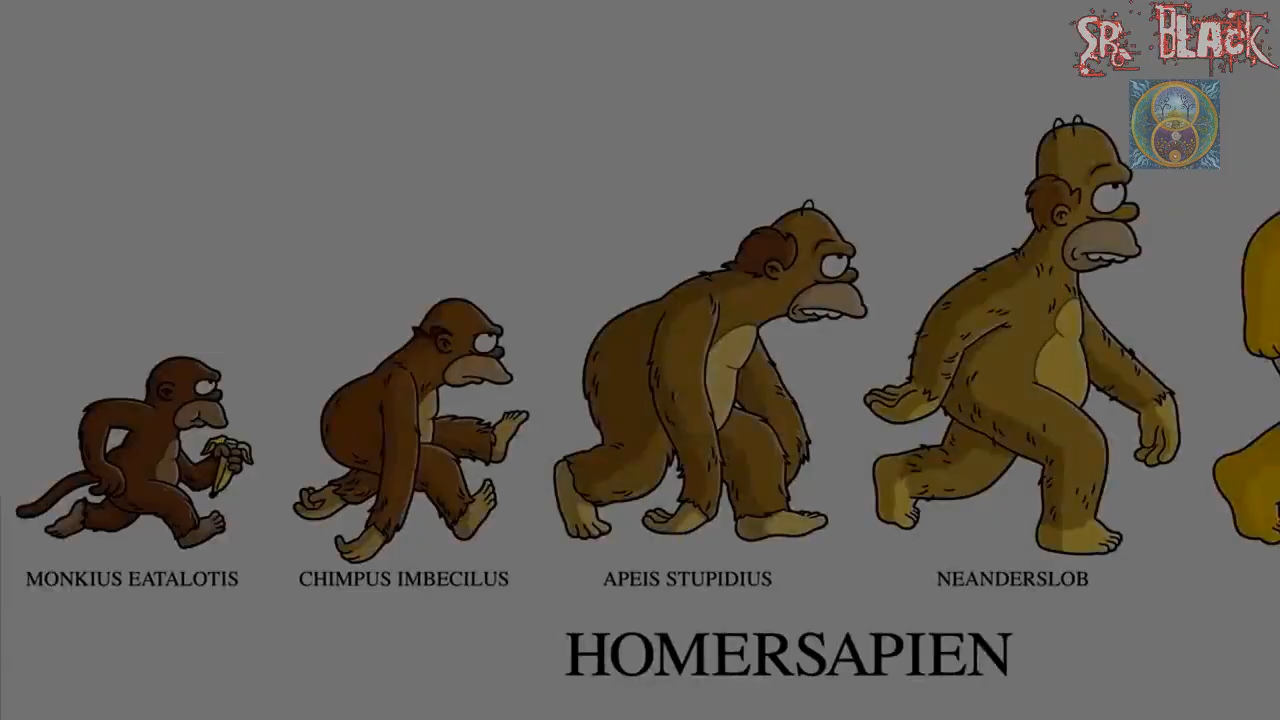 SR. BLACK
MONKIUS EATALOTIS
CHIMPUS IMBECILUS
APEIS STUPIDIUS
NEANDERSLOB
HOMERSAPIEN